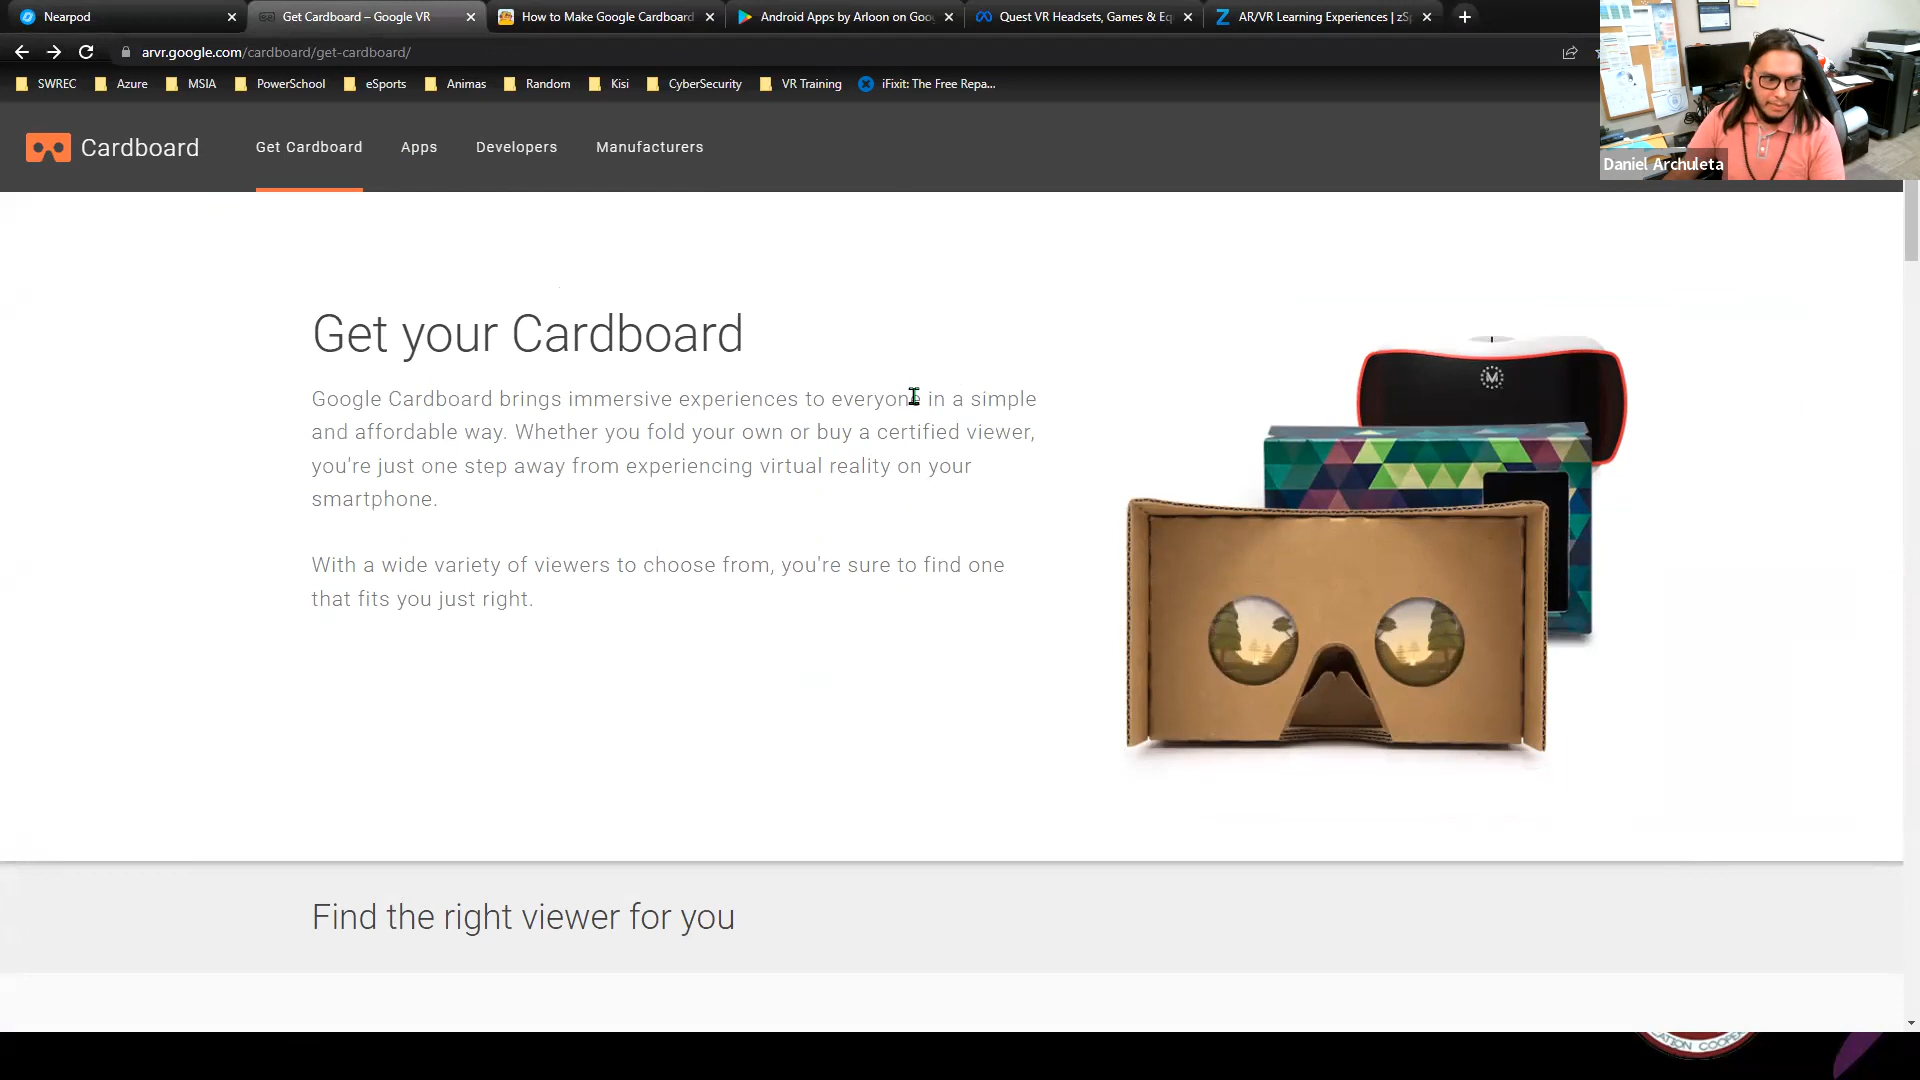 Nearpod
Get Cardboard – Google VR
How to Make Google Cardboard
Android Apps by Arloon on Goo
Quest VR Headsets, Games & Eq
AR/VR Learning Experiences | zSp
arvr.google.com/cardboard/get-cardboard/
SWREC
Azure
MSIA
PowerSchool
eSports
Animas
Random
Kisi
CyberSecurity
VR Training
iFixit: The Free Repa...
Daniel Archuleta
Cardboard
Get Cardboard
Apps
Developers
Manufacturers
Get your Cardboard
Google Cardboard brings immersive experiences to everyone in a simple
and affordable way. Whether you fold your own or buy a certified viewer,
you're just one step away from experiencing virtual reality on your
smartphone.
With a wide variety of viewers to choose from, you're sure to find one
that fits you just right.
M
Find the right viewer for you